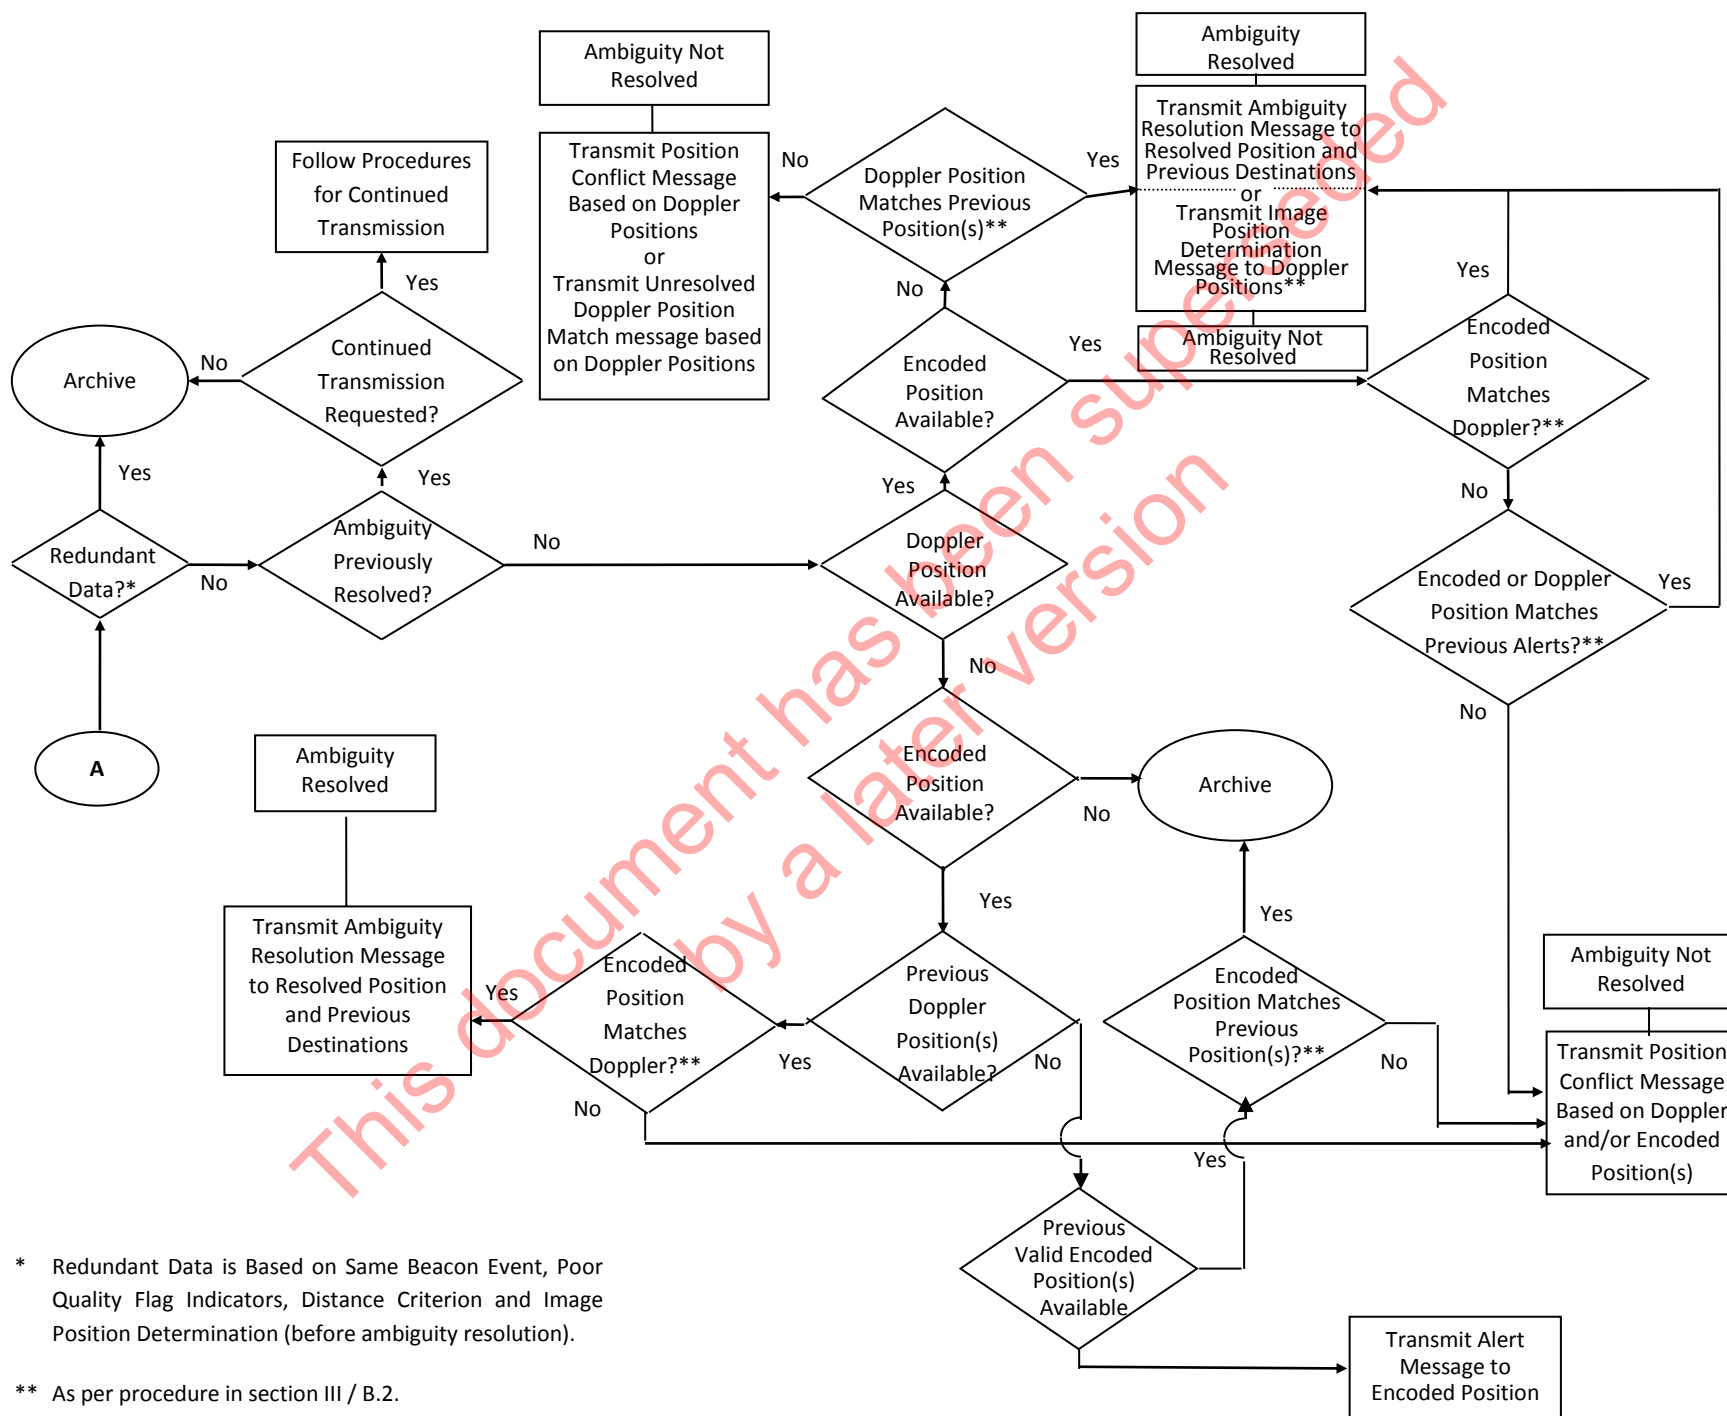 Ambiguity Not
Resolved
Ambiguity
Resolved
Follow Procedures
for Continued
Transmission
Transmit Position
Conflict Message
Based on Doppler
Positions
or
Transmit Unresolved
Doppler Position
Match message based
on Doppler Positions
No
Doppler Position
Matches Previous
Position(s)**
Yes
Transmit Ambiguity
Resolution Message to
Resolved Position and
Previous Destinations
or
Transmit Image
Position
Determination
Message to Doppler
Positions**
Ambiguity Not
Resolved
Yes
No
Yes
Archive
No
Continued
Transmission
Requested?
Encoded
Position
Available?
Yes
Encoded
Position
Matches
Doppler?**
Yes
Yes
Yes
No
Redundant
Data?*
No
Ambiguity
Previously
Resolved?
No
Doppler
Position
Available?
Encoded or Doppler
Position Matches
Previous Alerts?**
Yes
No
No
A
Ambiguity
Resolved
Encoded
Position
Available?
No
Archive
Yes
Yes
Transmit Ambiguity
Resolution Message
to Resolved Position
and Previous
Destinations
Yes
Encoded
Position
Matches
Doppler?**
No
Yes
Previous
Doppler
Position(s)
Available?
No
Encoded
Position Matches
Previous
Position(s)?**
No
Ambiguity Not
Resolved
Transmit Position
Conflict Message
Based on Doppler
and/or Encoded
Position(s)
Yes
Previous
Valid Encoded
Position(s)
Available
Transmit Alert
Message to
Encoded Position
* Redundant Data is Based on Same Beacon Event, Poor
Quality Flag Indicators, Distance Criterion and Image
Position Determination (before ambiguity resolution).
** As per procedure in section III / B.2.
This document has been superseded
by a later version